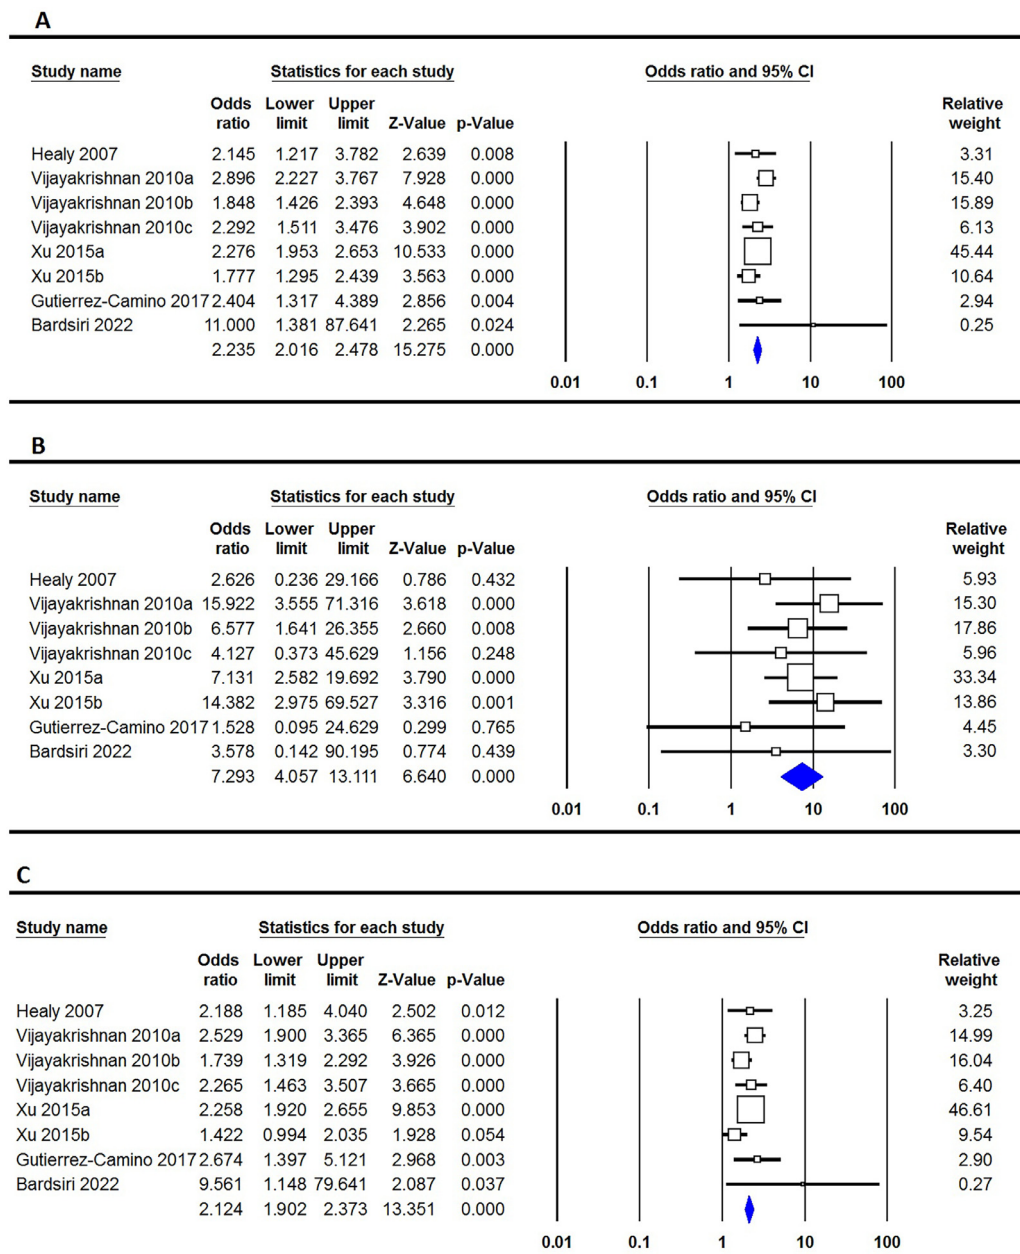 A
Study name Statistics for each study Odds ratio and 95% CI
Odds Lower Upper Relative
ratio limit limit Z-Value p-Value weight
Healy 2007 2.145 1.217 3.782 2.639 0.008 3.31
Vijayakrishnan 2010a 2.896 2.227 3.767 7.928 0.000 15.40
Vijayakrishnan 2010b 1.848 1.426 2.393 4.648 0.000 15.89
Vijayakrishnan 2010c 2.292 1.511 3.476 3.902 0.000 6.13
Xu 2015a 2.276 1.953 2.653 10.533 0.000 45.44
Xu 2015b 1.777 1.295 2.439 3.563 0.000 10.64
Gutierrez-Camino 2017 2.404 1.317 4.389 2.856 0.004 2.94
Bardsiri 2022 11.000 1.381 87.641 2.265 0.024 0.25
2.235 2.016 2.478 15.275 0.000
0.01 0.1 1 10 100
B
Study name Statistics for each study Odds ratio and 95% CI
Odds Lower Upper Relative
ratio limit limit Z-Value p-Value weight
Healy 2007 2.626 0.236 29.166 0.786 0.432 5.93
Vijayakrishnan 2010a 15.922 3.555 71.316 3.618 0.000 15.30
Vijayakrishnan 2010b 6.577 1.641 26.355 2.660 0.008 17.86
Vijayakrishnan 2010c 4.127 0.373 45.629 1.156 0.248 5.96
Xu 2015a 7.131 2.582 19.692 3.790 0.000 33.34
Xu 2015b 14.382 2.975 69.527 3.316 0.001 13.86
Gutierrez-Camino 2017 1.528 0.095 24.629 0.299 0.765 4.45
Bardsiri 2022 3.578 0.142 90.195 0.774 0.439 3.30
7.293 4.057 13.111 6.640 0.000
0.01 0.1 1 10 100
C
Study name Statistics for each study Odds ratio and 95% CI
Odds Lower Upper Relative
ratio limit limit Z-Value p-Value weight
Healy 2007 2.188 1.185 4.040 2.502 0.012 3.25
Vijayakrishnan 2010a 2.529 1.900 3.365 6.365 0.000 14.99
Vijayakrishnan 2010b 1.739 1.319 2.292 3.926 0.000 16.04
Vijayakrishnan 2010c 2.265 1.463 3.507 3.665 0.000 6.40
Xu 2015a 2.258 1.920 2.655 9.853 0.000 46.61
Xu 2015b 1.422 0.994 2.035 1.928 0.054 9.54
Gutierrez-Camino 2017 2.674 1.397 5.121 2.968 0.003 2.90
Bardsiri 2022 9.561 1.148 79.641 2.087 0.037 0.27
2.124 1.902 2.373 13.351 0.000
0.01 0.1 1 10 100